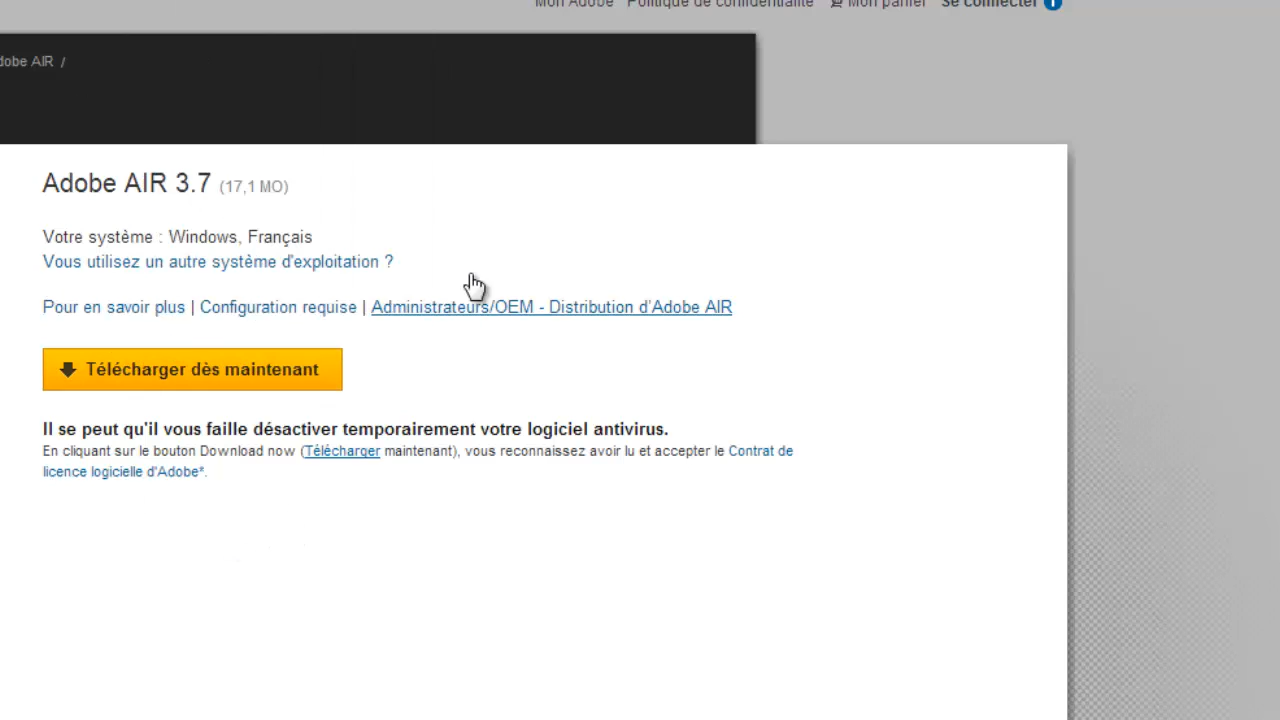 Mon Adobe Politique de confidentialité Mon panier Se connecter i
dobe AIR /
Adobe AIR 3.7 (17,1 MO)
Votre système : Windows, Français
Vous utilisez un autre système d'exploitation ?
Pour en savoir plus | Configuration requise | Administrateurs/OEM - Distribution d'Adobe AIR
Télécharger dès maintenant
Il se peut qu'il vous faille désactiver temporairement votre logiciel antivirus.
En cliquant sur le bouton Download now (Télécharger maintenant), vous reconnaissez avoir lu et accepter le Contrat de
licence logicielle d'Adobe*.